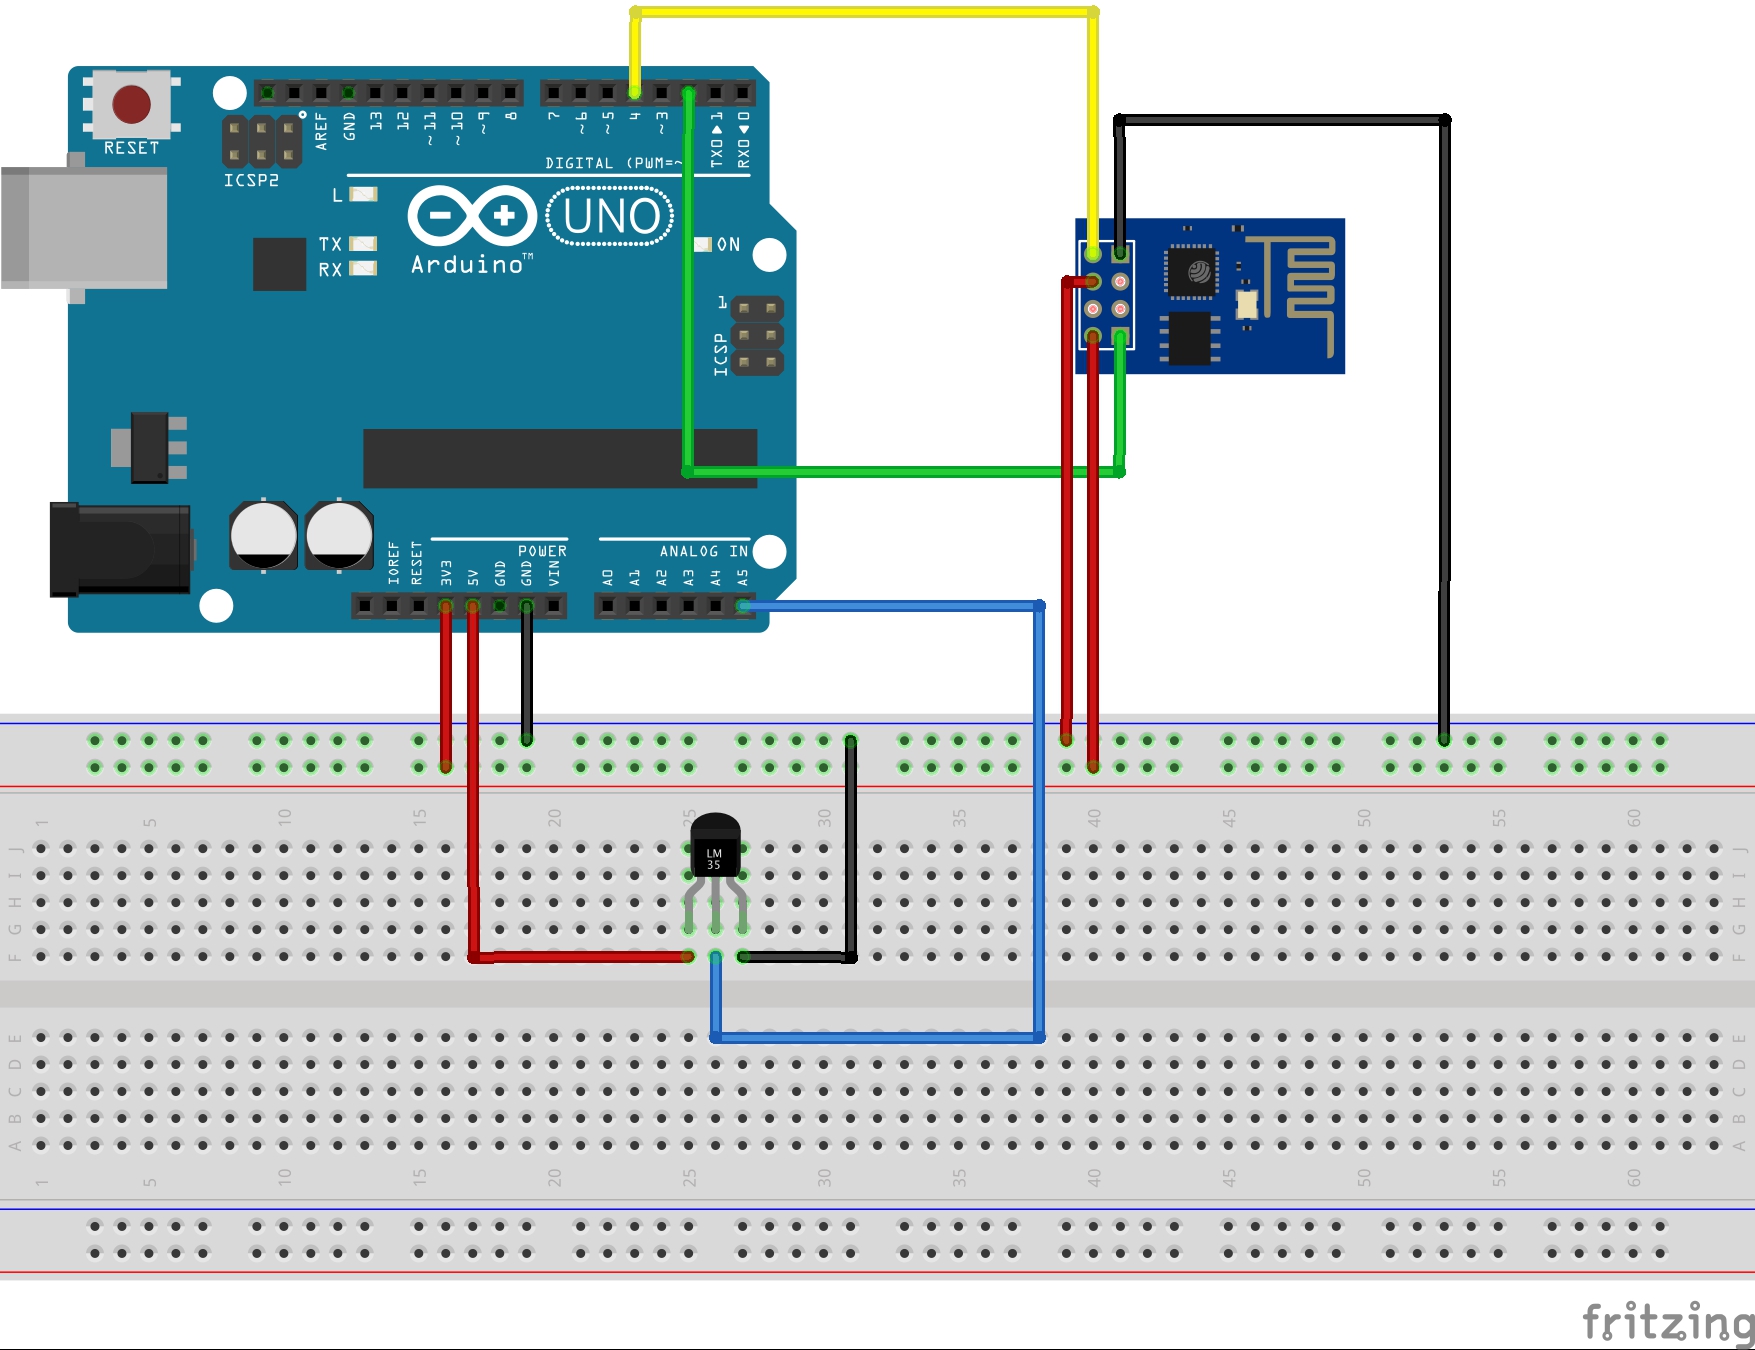 RESET
ICSP2
AREF
GND
13
12
~11
~10
~9
8
7
~6
~5
4
~3
TX0▶1
RX0◀0
DIGITAL (PWM=~
L
TX
RX
Arduino™
UNO
ON
1
ICSP
IOREF
RESET
3V3
5V
GND
GND
VIN
POWER
A0
A1
A2
A3
A4
A5
ANALOG IN
1 5 10 15 20 25 30 35 40 45 50 55 60
LM
35
J J
I I
H H
G G
F F
E E
D D
C C
B B
A A
1 5 10 15 20 25 30 35 40 45 50 55 60
fritzing